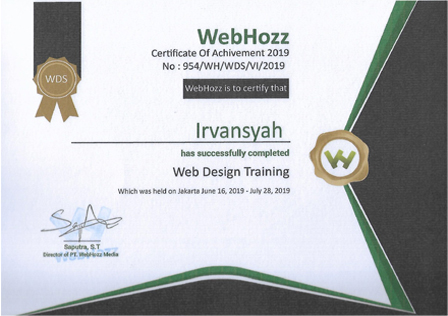 WebHozz
Certificate Of Achivement 2019
No : 954/WH/WDS/VI/2019
WDS
WebHozz is to certify that
Irvansyah
has successfully completed
Web Design Training
Which was held on Jakarta June 16, 2019 - July 28, 2019
Saputra, S.T
Director of PT. WebHozz Media